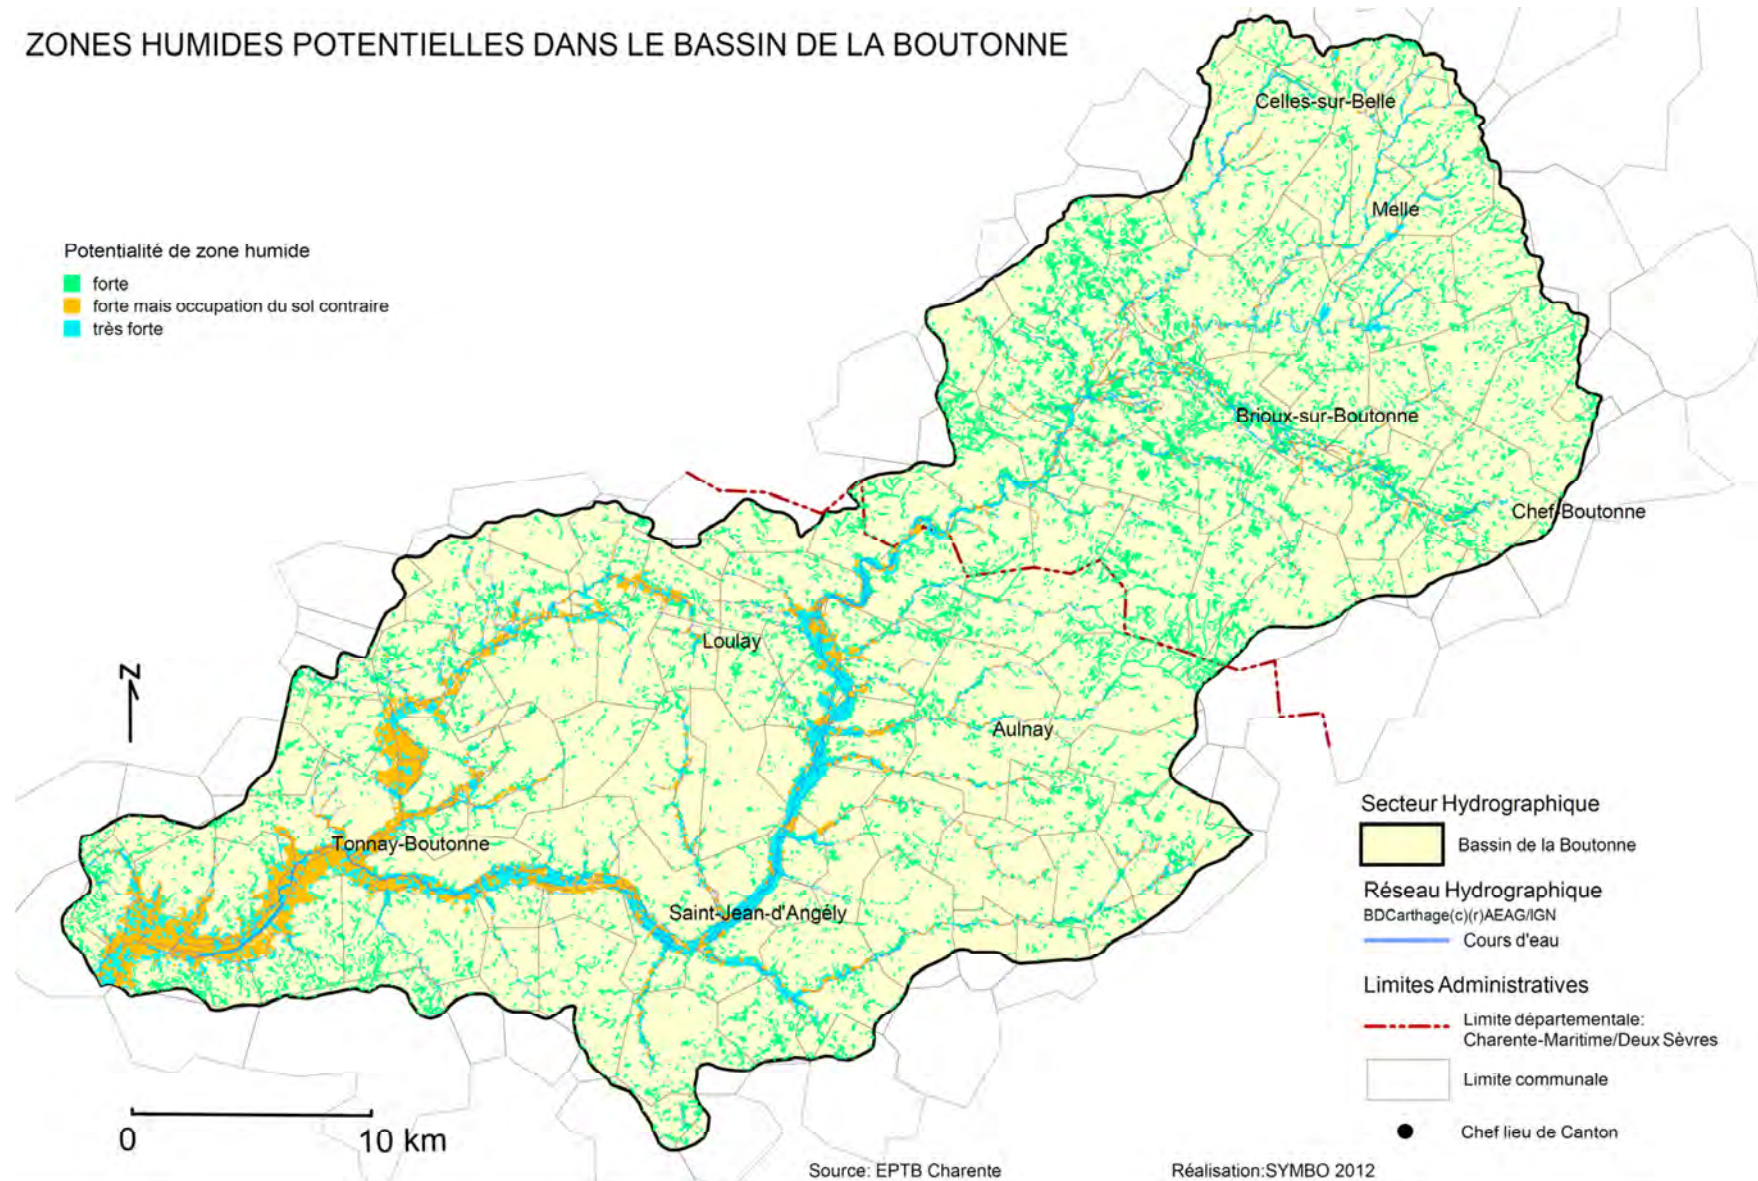 ZONES HUMIDES POTENTIELLES DANS LE BASSIN DE LA BOUTONNE
Celles-sur-Belle
Melle
Potentialité de zone humide
forte
forte mais occupation du sol contraire
très forte
Brioux-sur-Boutonne
Chef-Boutonne
Loulay
N
Aulnay
Tonnay-Boutonne
Saint-Jean-d'Angély
Secteur Hydrographique
Bassin de la Boutonne
Réseau Hydrographique
BDCarthage(c)(r)AEAG/IGN
Cours d'eau
Limites Administratives
Limite départementale:
Charente-Maritime/Deux Sèvres
Limite communale
Chef lieu de Canton
0 10 km
Source: EPTB Charente
Réalisation:SYMBO 2012